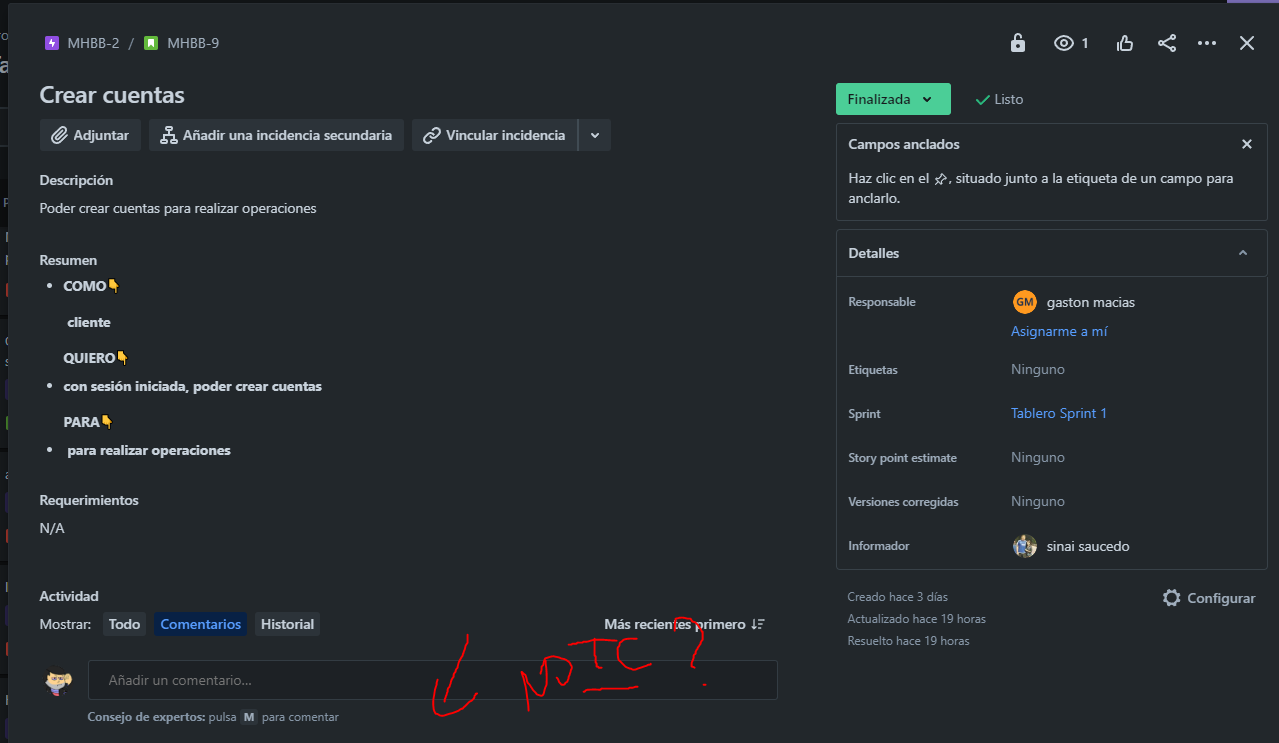 MHBB-2 / MHBB-9
1
Crear cuentas
Finalizada
Listo
Adjuntar
Añadir una incidencia secundaria
Vincular incidencia
Campos anclados
Haz clic en el , situado junto a la etiqueta de un campo para
anclarlo.
Descripción
Poder crear cuentas para realizar operaciones
Resumen
• COMO👇
cliente
QUIERO👇
• con sesión iniciada, poder crear cuentas
PARA👇
• para realizar operaciones
Requerimientos
N/A
Detalles
Responsable
GM gaston macias
Asignarme a mí
Etiquetas Ninguno
Sprint Tablero Sprint 1
Story point estimate Ninguno
Versiones corregidas Ninguno
Informador sinai saucedo
Creado hace 3 días
Actualizado hace 19 horas
Resuelto hace 19 horas
Configurar
Actividad
Mostrar: Todo Comentarios Historial
Más recientes primero
Añadir un comentario...
NO TC ?
Consejo de expertos: pulsa M para comentar